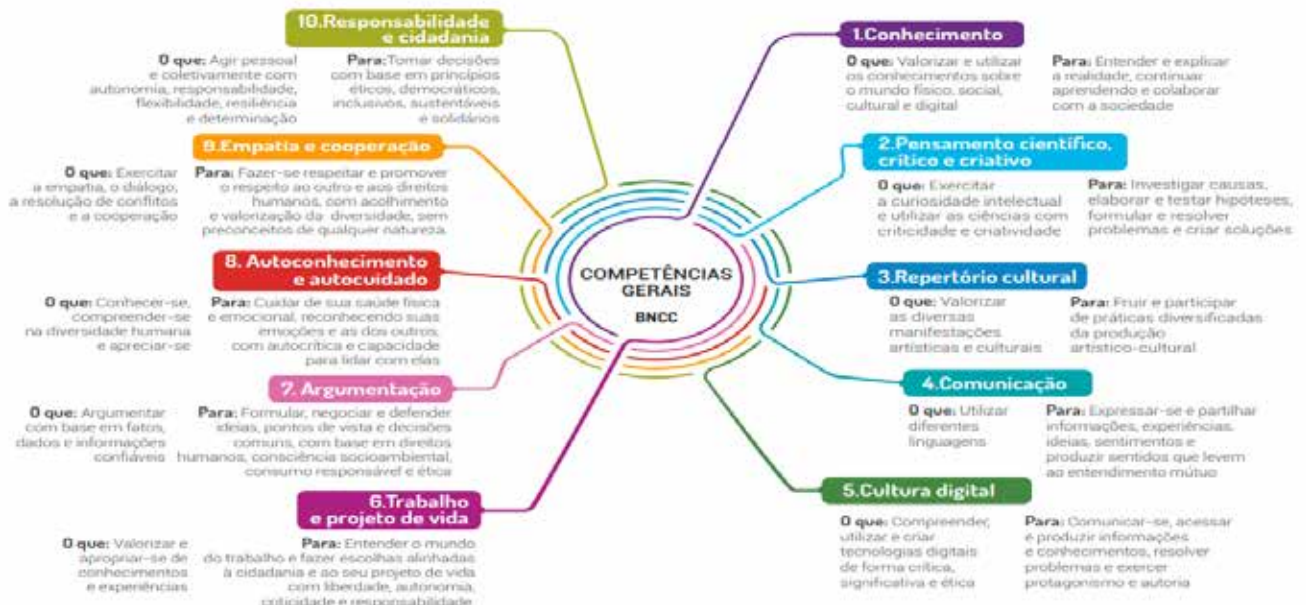 10.Responsabilidade
e cidadania
O que: Agir pessoal
e coletivamente com
autonomia, responsabilidade,
flexibilidade, resiliência
e determinação
Para:Tomar decisões
com base em princípios
éticos, democráticos,
inclusivos, sustentáveis
e solidários
9.Empatia e cooperação
O que: Exercitar
a empatia, o diálogo,
a resolução de conflitos
e a cooperação
Para: Fazer-se respeitar e promover
o respeito ao outro e aos direitos
humanos, com acolhimento
e valorização da diversidade, sem
preconceitos de qualquer natureza.
8. Autoconhecimento
e autocuidado
O que: Conhecer-se,
compreender-se
na diversidade humana
e apreciar-se
Para: Cuidar de sua saúde física
e emocional, reconhecendo suas
emoções e as dos outros,
com autocrítica e capacidade
para lidar com elas
7. Argumentação
O que: Argumentar
com base em fatos,
dados e informações
confiáveis
Para: Formular, negociar e defender
ideias, pontos de vista e decisões
comuns, com base em direitos
humanos, consciência socioambiental,
consumo responsável e ética
6.Trabalho
e projeto de vida
O que: Valorizar e
apropriar-se de
conhecimentos
e experiências
Para: Entender o mundo
do trabalho e fazer escolhas alinhadas
à cidadania e ao seu projeto de vida
com liberdade, autonomia,
criticidade e responsabilidade
COMPETÊNCIAS
GERAIS
BNCC
1.Conhecimento
O que: Valorizar e utilizar
os conhecimentos sobre
o mundo físico, social,
cultural e digital
Para: Entender e explicar
a realidade, continuar
aprendendo e colaborar
com a sociedade
2.Pensamento científico,
crítico e criativo
O que: Exercitar
a curiosidade intelectual
e utilizar as ciências com
criticidade e criatividade
Para: Investigar causas,
elaborar e testar hipóteses,
formular e resolver
problemas e criar soluções
3.Repertório cultural
O que: Valorizar
as diversas
manifestações
artísticas e culturais
Para: Fruir e participar
de práticas diversificadas
da produção
artístico-cultural
4.Comunicação
O que: Utilizar
diferentes
linguagens
Para: Expressar-se e partilhar
informações, experiências,
ideias, sentimentos e
produzir sentidos que levem
ao entendimento mútuo
5.Cultura digital
O que: Compreender,
utilizar e criar
tecnologias digitais
de forma crítica,
significativa e ética
Para: Comunicar-se, acessar
e produzir informações
e conhecimentos, resolver
problemas e exercer
protagonismo e autoria